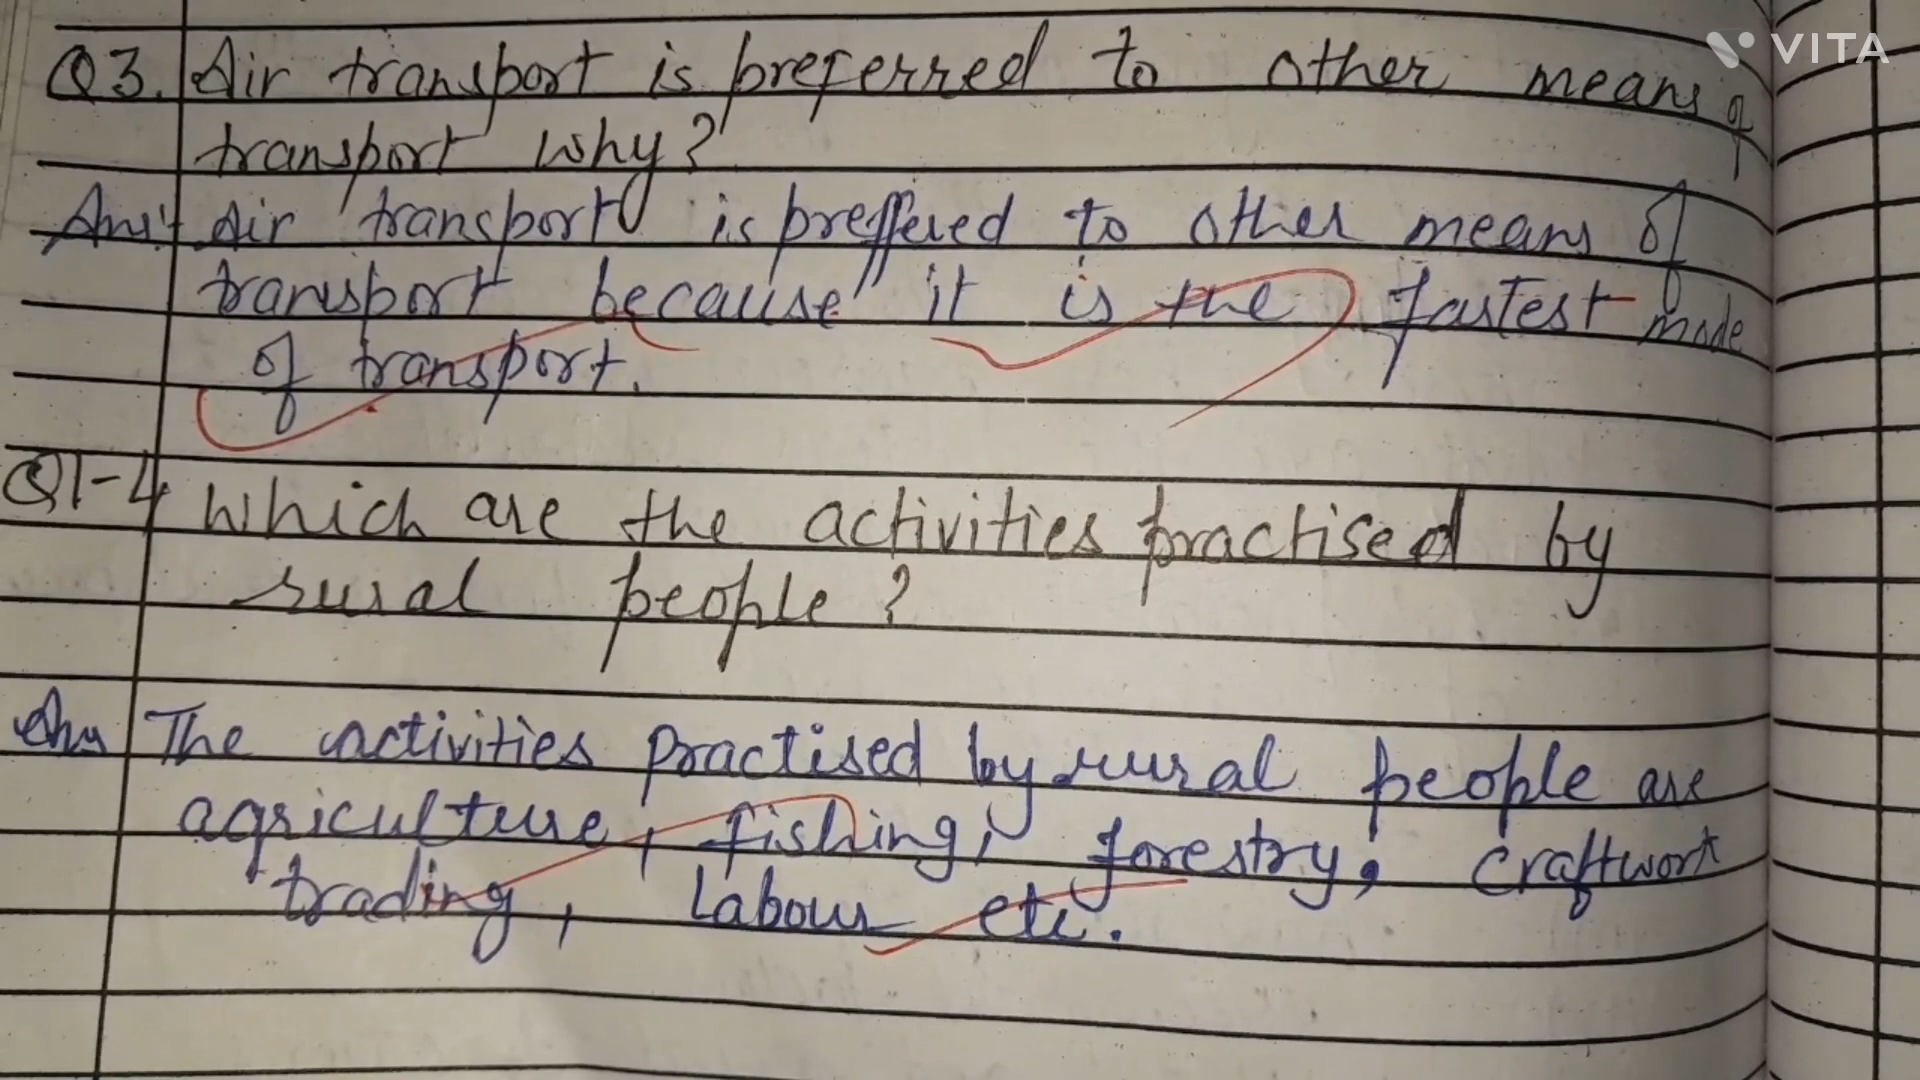 VITA
Q3. Air transport is preferred to other means of
transport why?
Ans:- Air transport is preffered to other means of
transport because it is the fastest mode
of transport.
Q1-4 Which are the activities practised by
rural people?
Ans The activities practised by rural people are
agriculture, fishing, forestry, craftwork
trading, Labour etc.